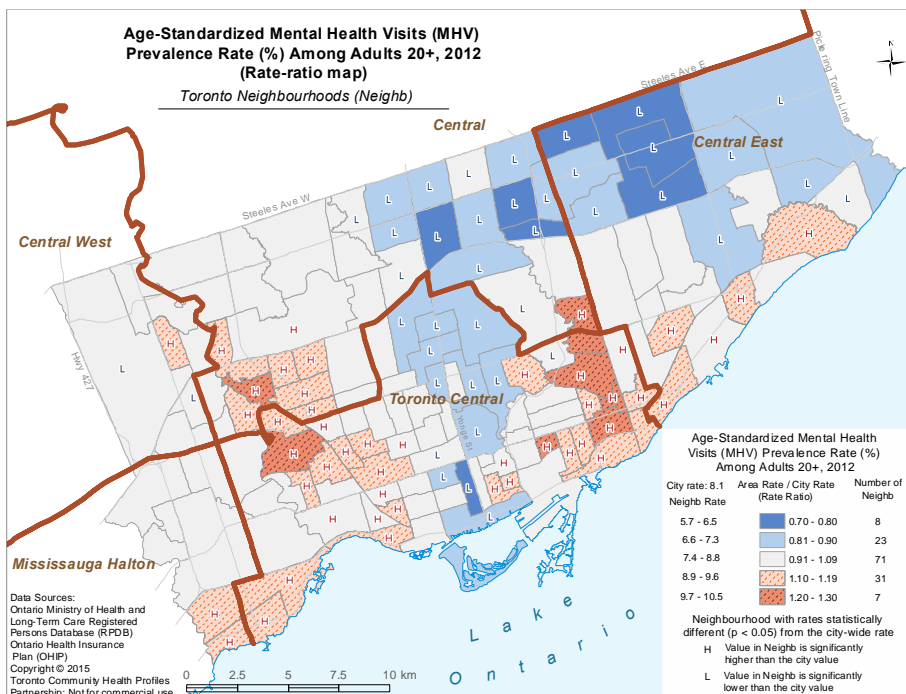 Age-Standardized Mental Health Visits (MHV)
Prevalence Rate (%) Among Adults 20+, 2012
(Rate-ratio map)
Toronto Neighbourhoods (Neighb)
N
Steeles Ave E
Pickering Town Line
Central
Central East
Steeles Ave W
Central West
Hwy 427
Toronto Central
Yonge St
Mississauga Halton
Lake
Ontario
L
H
Age-Standardized Mental Health
Visits (MHV) Prevalence Rate (%)
Among Adults 20+, 2012
City rate: 8.1 Area Rate / City Rate Number of
Neighb Rate (Rate Ratio) Neighb
5.7 - 6.5 0.70 - 0.80 8
6.6 - 7.3 0.81 - 0.90 23
7.4 - 8.8 0.91 - 1.09 71
8.9 - 9.6 1.10 - 1.19 31
9.7 - 10.5 1.20 - 1.30 7
Neighbourhood with rates statistically
different (p < 0.05) from the city-wide rate
H Value in Neighb is significantly
higher than the city value
L Value in Neighb is significantly
lower than the city value
Data Sources:
Ontario Ministry of Health and
Long-Term Care Registered
Persons Database (RPDB)
Ontario Health Insurance
Plan (OHIP)
Copyright © 2015
Toronto Community Health Profiles
Partnership: Not for commercial use
0 2.5 5 7.5 10 km